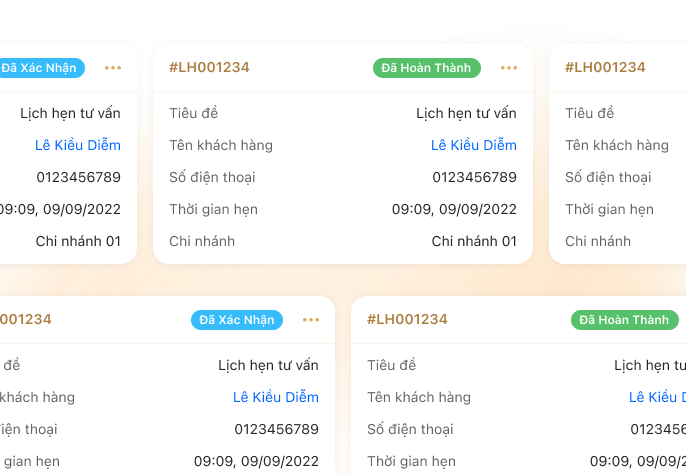 Đã Xác Nhận
Lịch hẹn tư vấn
Lê Kiều Diễm
0123456789
09:09, 09/09/2022
Chi nhánh 01
#LH001234 Đã Hoàn Thành
Tiêu đề Lịch hẹn tư vấn
Tên khách hàng Lê Kiều Diễm
Số điện thoại 0123456789
Thời gian hẹn 09:09, 09/09/2022
Chi nhánh Chi nhánh 01
#LH001234
Tiêu đề
Tên khách hàng
Số điện thoại
Thời gian hẹn
Chi nhánh
001234 Đã Xác Nhận
đề Lịch hẹn tư vấn
khách hàng Lê Kiều Diễm
điện thoại 0123456789
gian hẹn 09:09, 09/09/2022
#LH001234 Đã Hoàn Thành
Tiêu đề Lịch hẹn tư
Tên khách hàng Lê Kiều
Số điện thoại 012345
Thời gian hẹn 09:09, 09/09/2